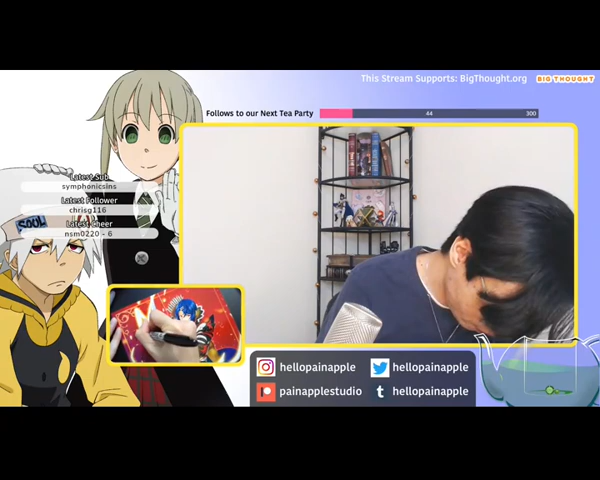 This Stream Supports: BigThought.org
BIG THOUGHT
Follows to our Next Tea Party
44
300
Latest Sub
symphonicsins
Latest Follower
chrisg116
Latest Cheer
nsm0220 - 6
SOUL
hellopainapple
hellopainapple
painapplestudio
hellopainapple